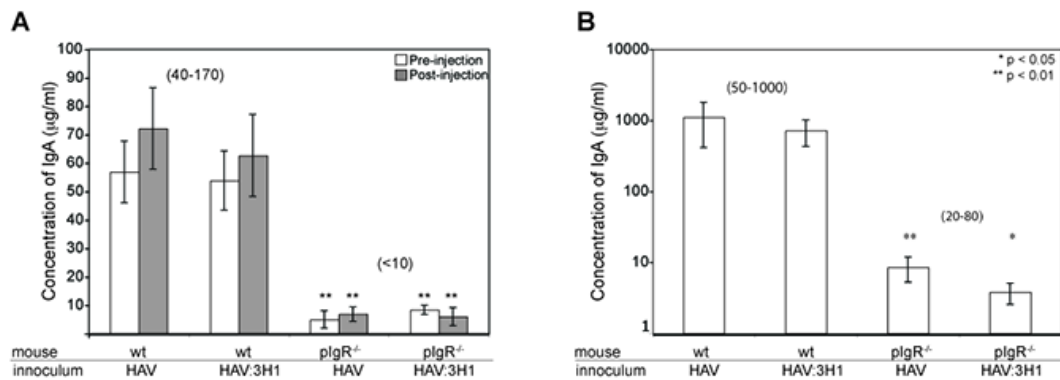 A
Concentration of IgA (μg/ml)
100
90
80
70
60
50
40
30
20
10
(40-170)
Pre-injection
Post-injection
(<10)
** ** ** **
mouse wt wt pIgR-/- pIgR-/-
innoculum HAV HAV:3H1 HAV HAV:3H1
B
Concentration of IgA (μg/ml)
10000
1000
100
10
1
* p < 0.05
** p < 0.01
(50-1000)
(20-80)
** *
mouse wt wt pIgR-/- pIgR-/-
innoculum HAV HAV:3H1 HAV HAV:3H1